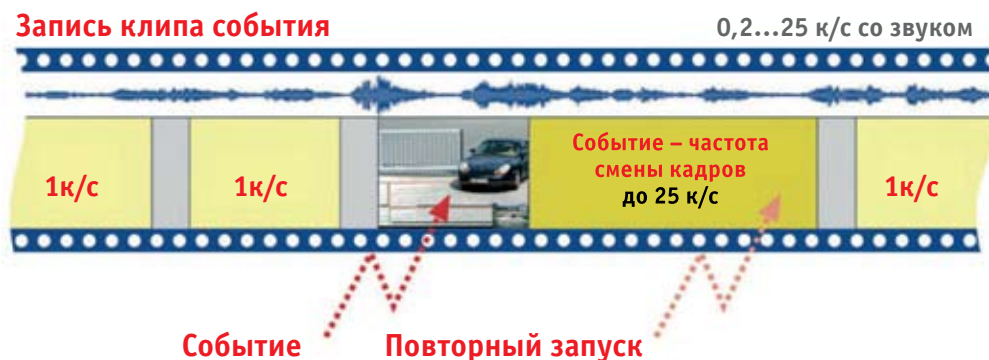 Запись клипа события
0,2...25 к/с со звуком
1к/с
1к/с
Событие – частота
смены кадров
до 25 к/с
1к/с
Событие
Повторный запуск